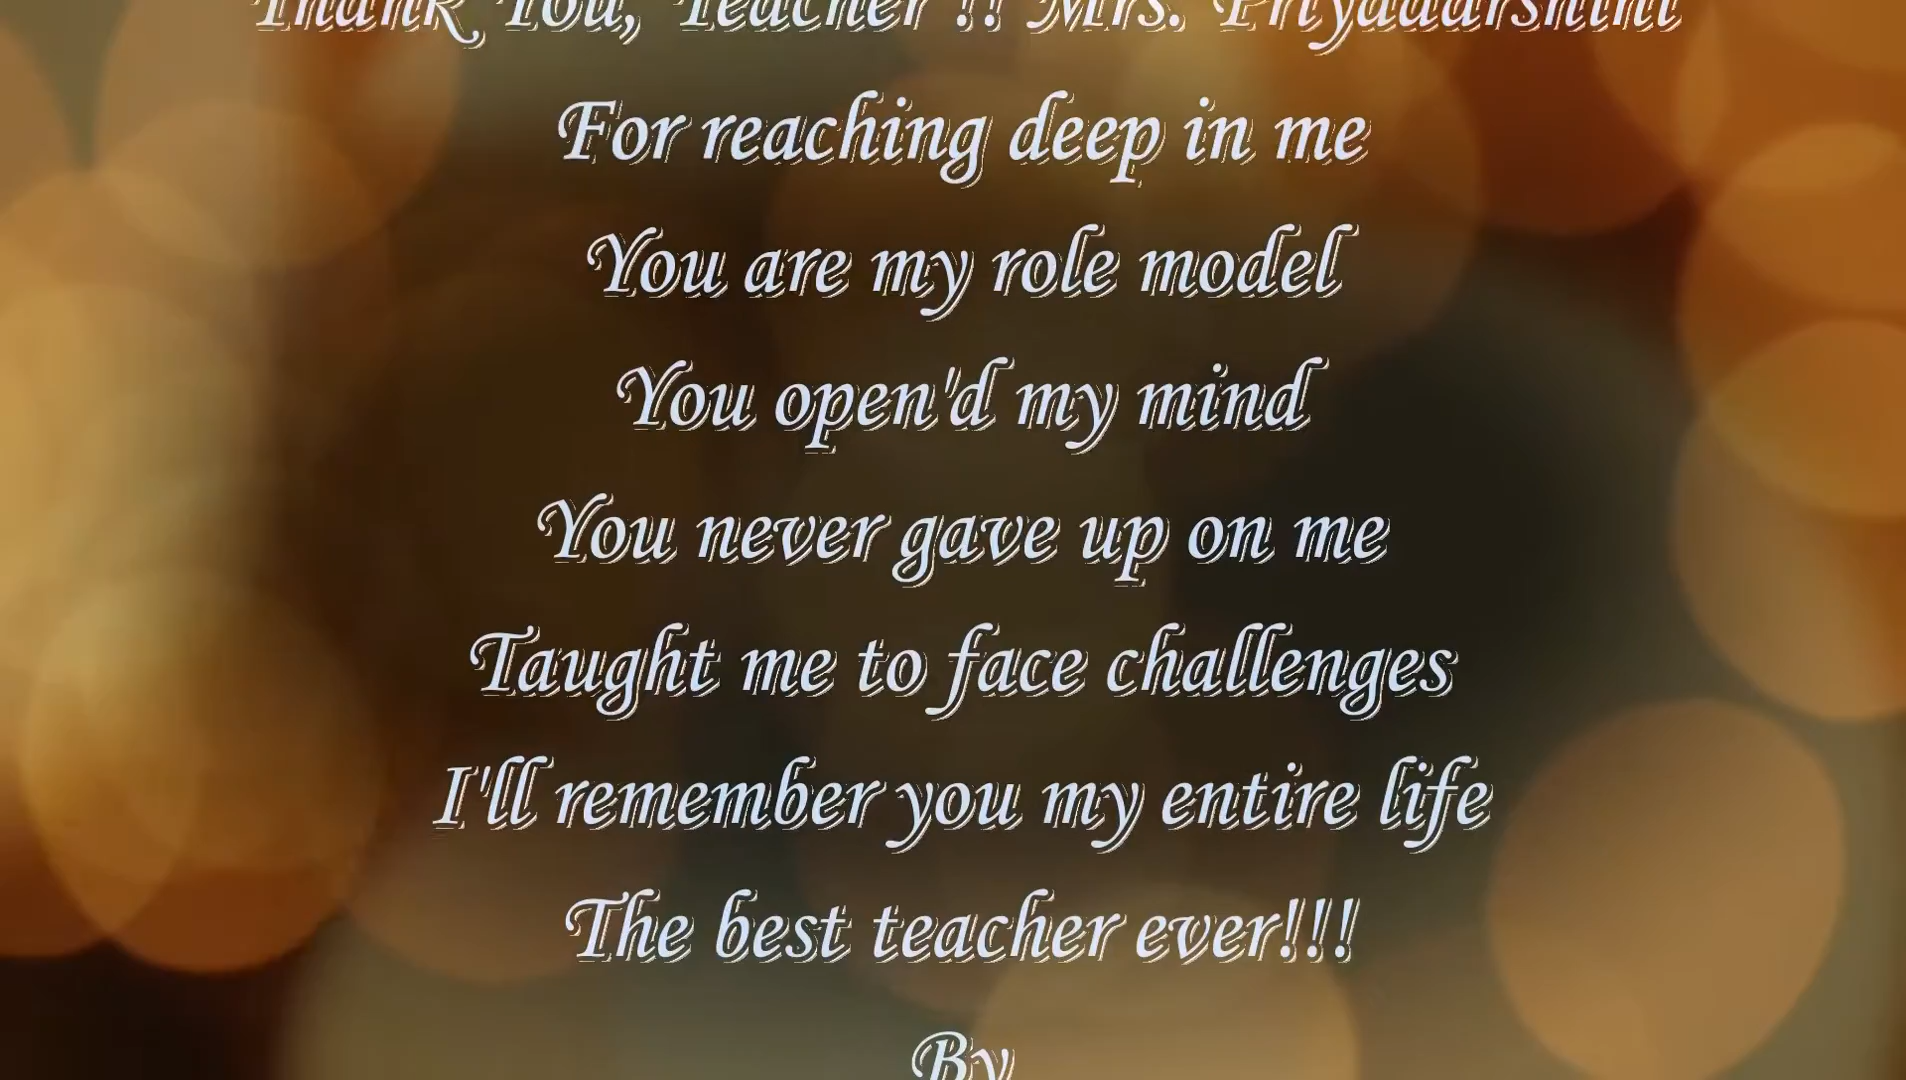 Thank You, Teacher !! Mrs. Priyadarshini
For reaching deep in me
You are my role model
You open'd my mind
You never gave up on me
Taught me to face challenges
I'll remember you my entire life
The best teacher ever!!!
By